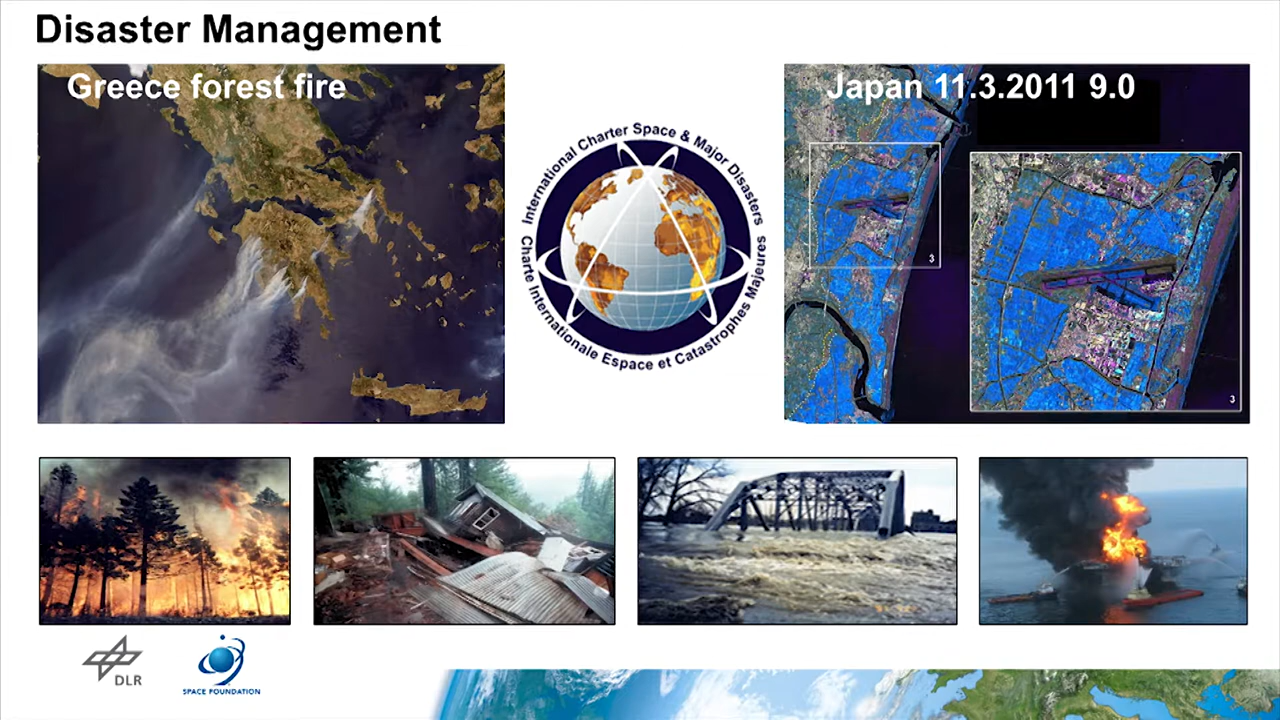 Disaster Management
Greece forest fire
International Charter Space & Major Disasters
Charte Internationale Espace et Catastrophes Majeures
Japan 11.3.2011 9.0
3
3
DLR
SPACE FOUNDATION